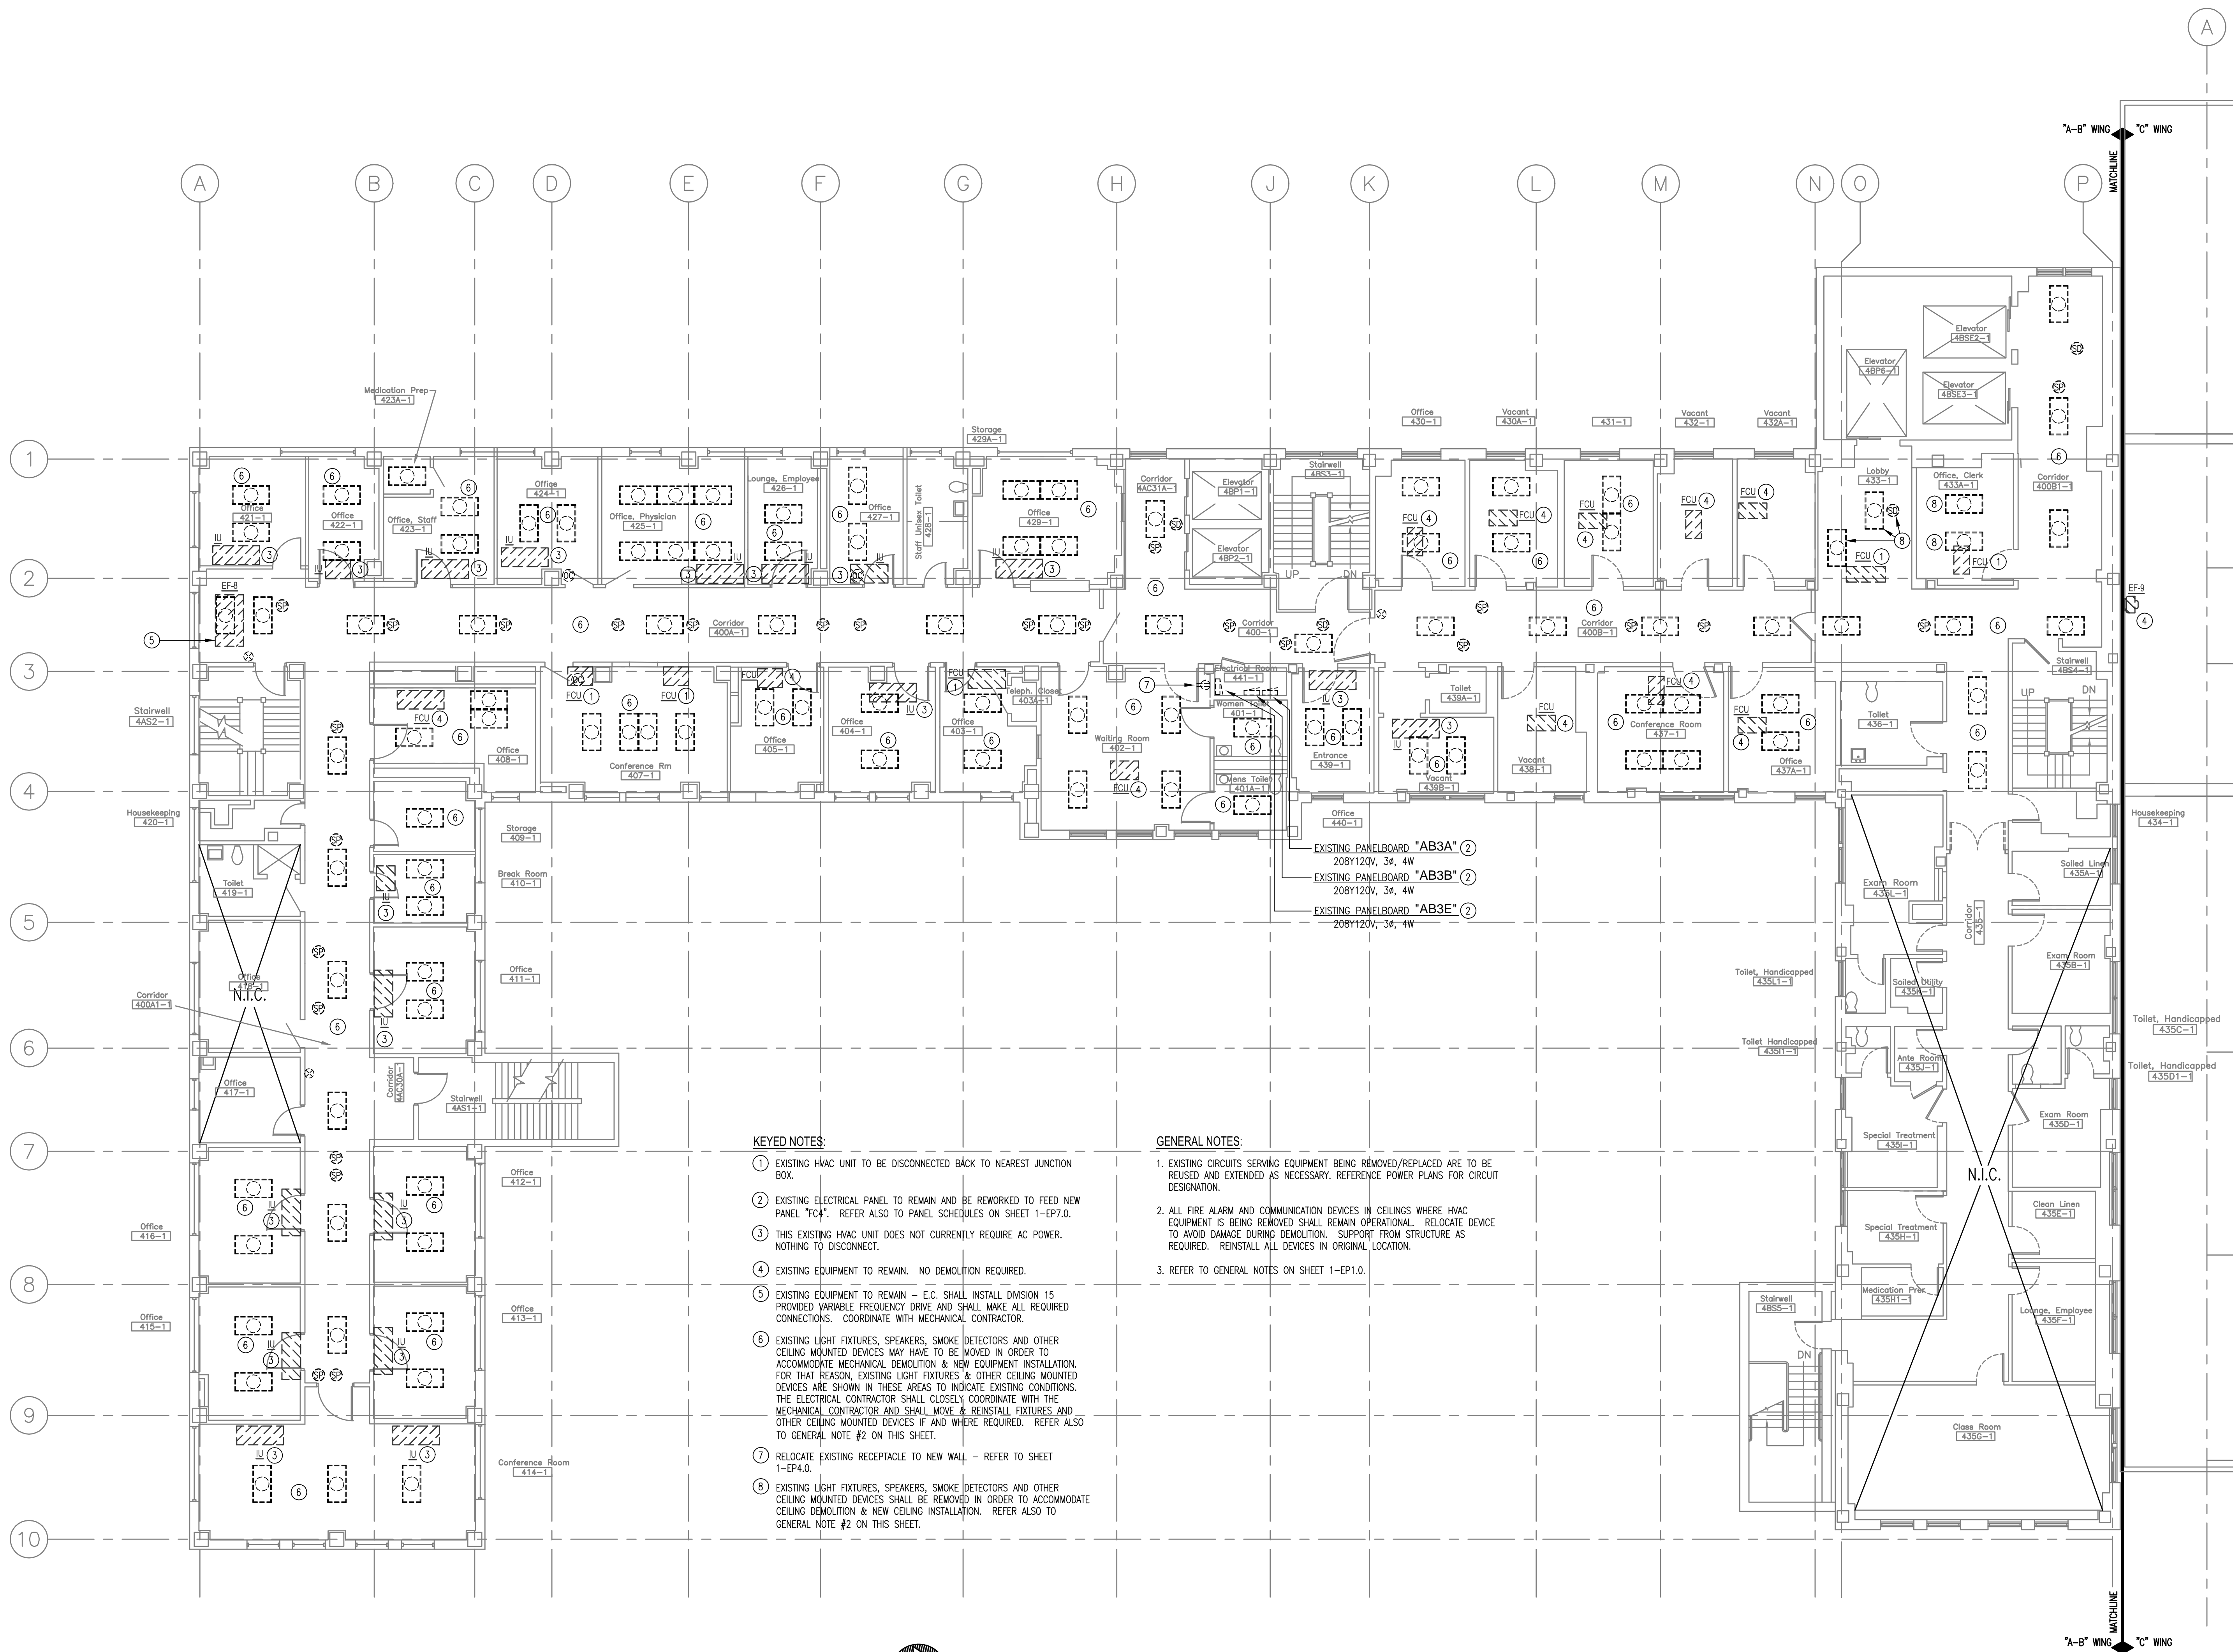 A
"A-B" WING
"C" WING
MATCHLINE
A
B
C
D
E
F
G
H
J
K
L
M
N
O
P
1
2
3
4
5
6
7
8
9
10
Medication Prep
423A-1
Storage
429A-1
Office
430-1
Vacant
430A-1
431-1
Vacant
432-1
Vacant
432A-1
Elevator
4BSE2-1
Elevator
4BP6-1
Elevator
4BSE3-1
Office
421-1
Office
422-1
Office, Staff
423-1
Office
424-1
Office, Physician
425-1
Lounge, Employee
426-1
Office
427-1
Staff Unisex Toilet
428-1
Office
429-1
Corridor
4AC31A-1
Elevator
4BP1-1
Elevator
4BP2-1
Stairwell
4BS3-1
UP
DN
Lobby
433-1
Office, Clerk
433A-1
Corridor
400B1-1
EF-8
EF-9
Corridor
400A-1
Corridor
400-1
Corridor
400B-1
Stairwell
4AS2-1
Office
408-1
Conference Rm
407-1
Office
405-1
Office
404-1
Office
403-1
Teleph. Closet
403A-1
Waiting Room
402-1
Electrical Room
441-1
Women Toilet
401-1
Mens Toilet
401A-1
Entrance
439-1
Toilet
439A-1
Vacant
439B-1
Vacant
438-1
Conference Room
437-1
Office
437A-1
Toilet
436-1
Stairwell
4BS4-1
UP
DN
Housekeeping
420-1
Storage
409-1
Office
440-1
Housekeeping
434-1
EXISTING PANELBOARD "AB3A" 2
208Y120V, 3ø, 4W
EXISTING PANELBOARD "AB3B" 2
208Y120V, 3ø, 4W
EXISTING PANELBOARD "AB3E" 2
208Y120V, 3ø, 4W
Toilet
419-1
Break Room
410-1
Exam Room
435L-1
Soiled Linen
435A-1
Corridor
435-1
Office
N.I.C.
Office
411-1
Toilet, Handicapped
435L1-1
Soiled Utility
435K-1
Exam Room
435B-1
Corridor
400A1-1
Toilet, Handicapped
435C-1
Toilet Handicapped
435I1-1
Ante Room
435J-1
Toilet, Handicapped
435D1-1
Office
417-1
Corridor
4AC30A-1
Stairwell
4AS1-1
Exam Room
435D-1
Special Treatment
435I-1
N.I.C.
Office
412-1
Office
416-1
Clean Linen
435E-1
Special Treatment
435H-1
Medication Prer
435H1-1
Stairwell
4BS5-1
DN
Office
415-1
Office
413-1
Lounge, Employee
435F-1
Class Room
435G-1
Conference Room
414-1
KEYED NOTES:
1 EXISTING HVAC UNIT TO BE DISCONNECTED BACK TO NEAREST JUNCTION
BOX.
2 EXISTING ELECTRICAL PANEL TO REMAIN AND BE REWORKED TO FEED NEW
PANEL "FC4". REFER ALSO TO PANEL SCHEDULES ON SHEET 1-EP7.0.
3 THIS EXISTING HVAC UNIT DOES NOT CURRENTLY REQUIRE AC POWER.
NOTHING TO DISCONNECT.
4 EXISTING EQUIPMENT TO REMAIN. NO DEMOLITION REQUIRED.
5 EXISTING EQUIPMENT TO REMAIN – E.C. SHALL INSTALL DIVISION 15
PROVIDED VARIABLE FREQUENCY DRIVE AND SHALL MAKE ALL REQUIRED
CONNECTIONS. COORDINATE WITH MECHANICAL CONTRACTOR.
6 EXISTING LIGHT FIXTURES, SPEAKERS, SMOKE DETECTORS AND OTHER
CEILING MOUNTED DEVICES MAY HAVE TO BE MOVED IN ORDER TO
ACCOMMODATE MECHANICAL DEMOLITION & NEW EQUIPMENT INSTALLATION.
FOR THAT REASON, EXISTING LIGHT FIXTURES & OTHER CEILING MOUNTED
DEVICES ARE SHOWN IN THESE AREAS TO INDICATE EXISTING CONDITIONS.
THE ELECTRICAL CONTRACTOR SHALL CLOSELY COORDINATE WITH THE
MECHANICAL CONTRACTOR AND SHALL MOVE & REINSTALL FIXTURES AND
OTHER CEILING MOUNTED DEVICES IF AND WHERE REQUIRED. REFER ALSO
TO GENERAL NOTE #2 ON THIS SHEET.
7 RELOCATE EXISTING RECEPTACLE TO NEW WALL – REFER TO SHEET
1-EP4.0.
8 EXISTING LIGHT FIXTURES, SPEAKERS, SMOKE DETECTORS AND OTHER
CEILING MOUNTED DEVICES SHALL BE REMOVED IN ORDER TO ACCOMMODATE
CEILING DEMOLITION & NEW CEILING INSTALLATION. REFER ALSO TO
GENERAL NOTE #2 ON THIS SHEET.
GENERAL NOTES:
1. EXISTING CIRCUITS SERVING EQUIPMENT BEING REMOVED/REPLACED ARE TO BE
REUSED AND EXTENDED AS NECESSARY. REFERENCE POWER PLANS FOR CIRCUIT
DESIGNATION.
2. ALL FIRE ALARM AND COMMUNICATION DEVICES IN CEILINGS WHERE HVAC
EQUIPMENT IS BEING REMOVED SHALL REMAIN OPERATIONAL. RELOCATE DEVICE
TO AVOID DAMAGE DURING DEMOLITION. SUPPORT FROM STRUCTURE AS
REQUIRED. REINSTALL ALL DEVICES IN ORIGINAL LOCATION.
3. REFER TO GENERAL NOTES ON SHEET 1-EP1.0.
MATCHLINE
"A-B" WING
"C" WING